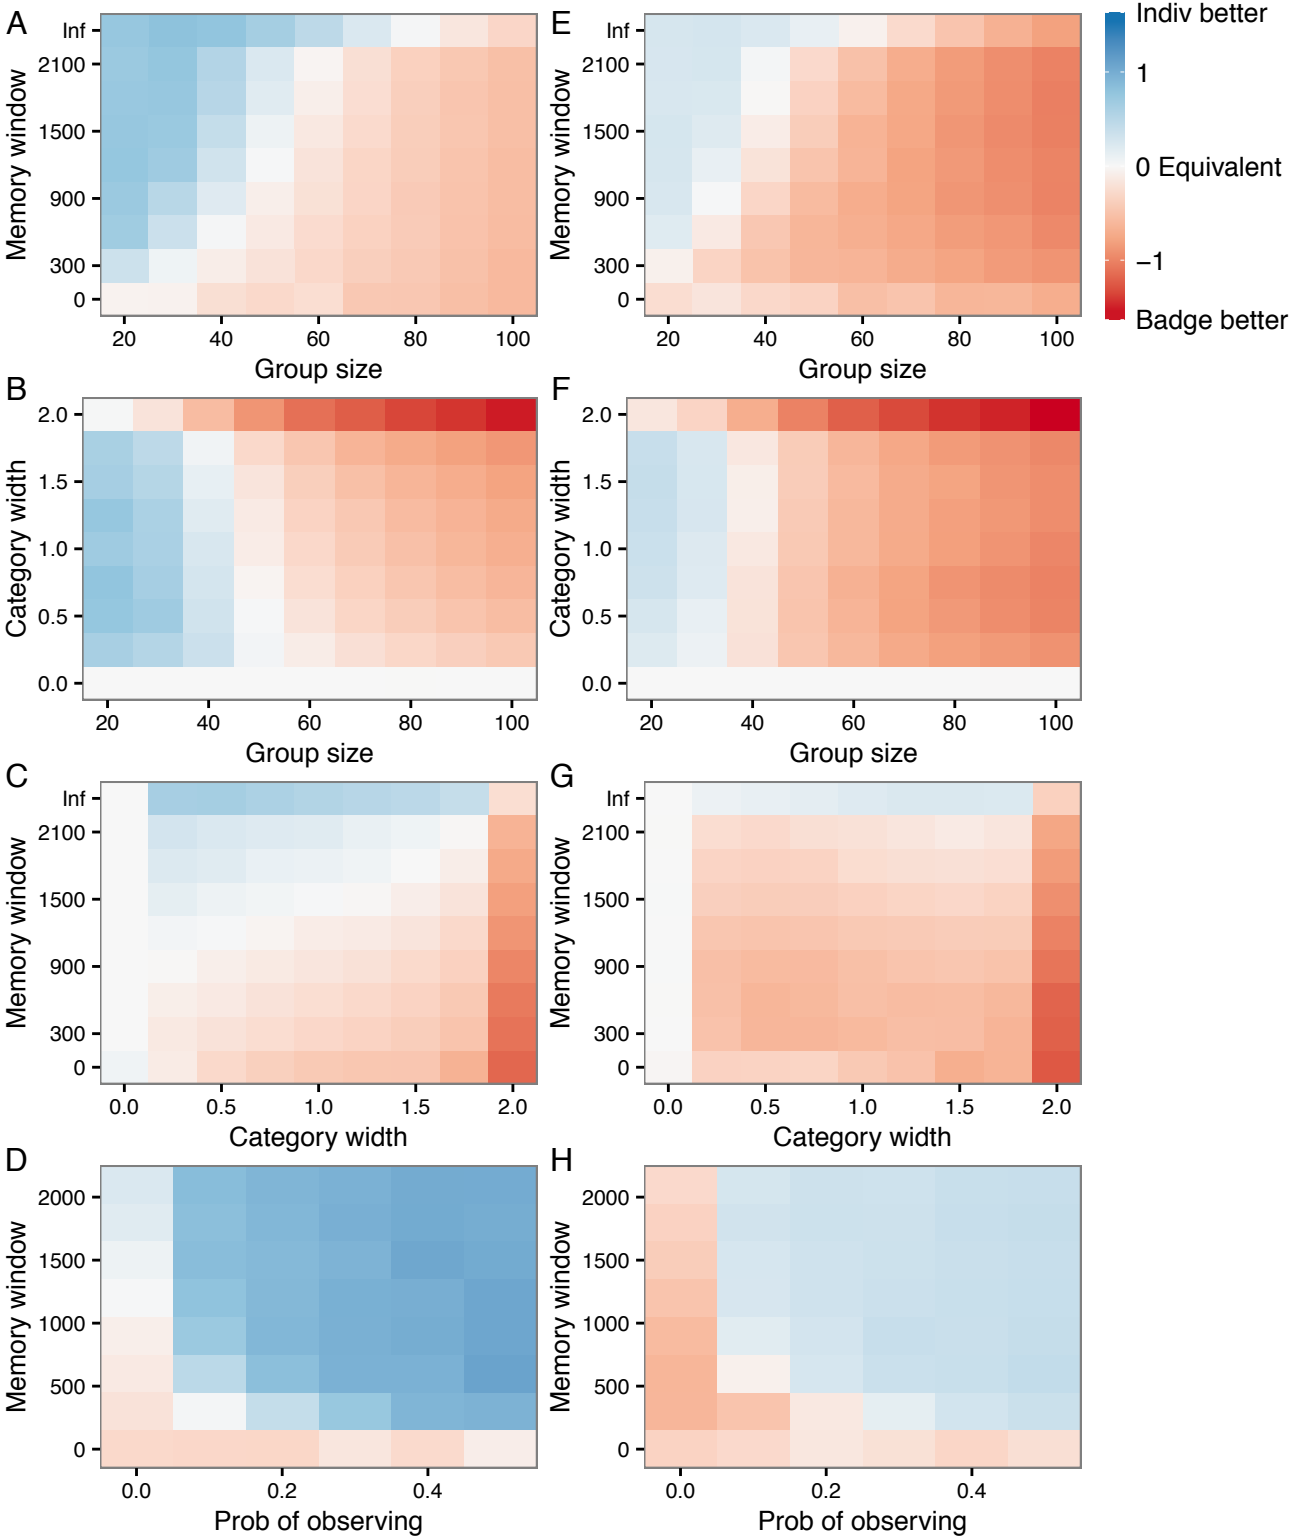 A
Inf
2100
1500
900
300
0
Memory window
20 40 60 80 100
Group size
E
Inf
2100
1500
900
300
0
Memory window
20 40 60 80 100
Group size
Indiv better
1
0 Equivalent
−1
Badge better
B
2.0
1.5
1.0
0.5
0.0
Category width
20 40 60 80 100
Group size
F
2.0
1.5
1.0
0.5
0.0
Category width
20 40 60 80 100
Group size
C
Inf
2100
1500
900
300
0
Memory window
0.0 0.5 1.0 1.5 2.0
Category width
G
Inf
2100
1500
900
300
0
Memory window
0.0 0.5 1.0 1.5 2.0
Category width
D
2000
1500
1000
500
0
Memory window
0.0 0.2 0.4
Prob of observing
H
2000
1500
1000
500
0
Memory window
0.0 0.2 0.4
Prob of observing